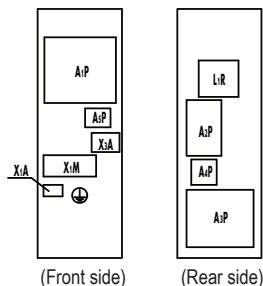 A1P
A5P
X3A
X1A
X1M
(Front side)
L1R
A2P
A4P
A3P
(Rear side)